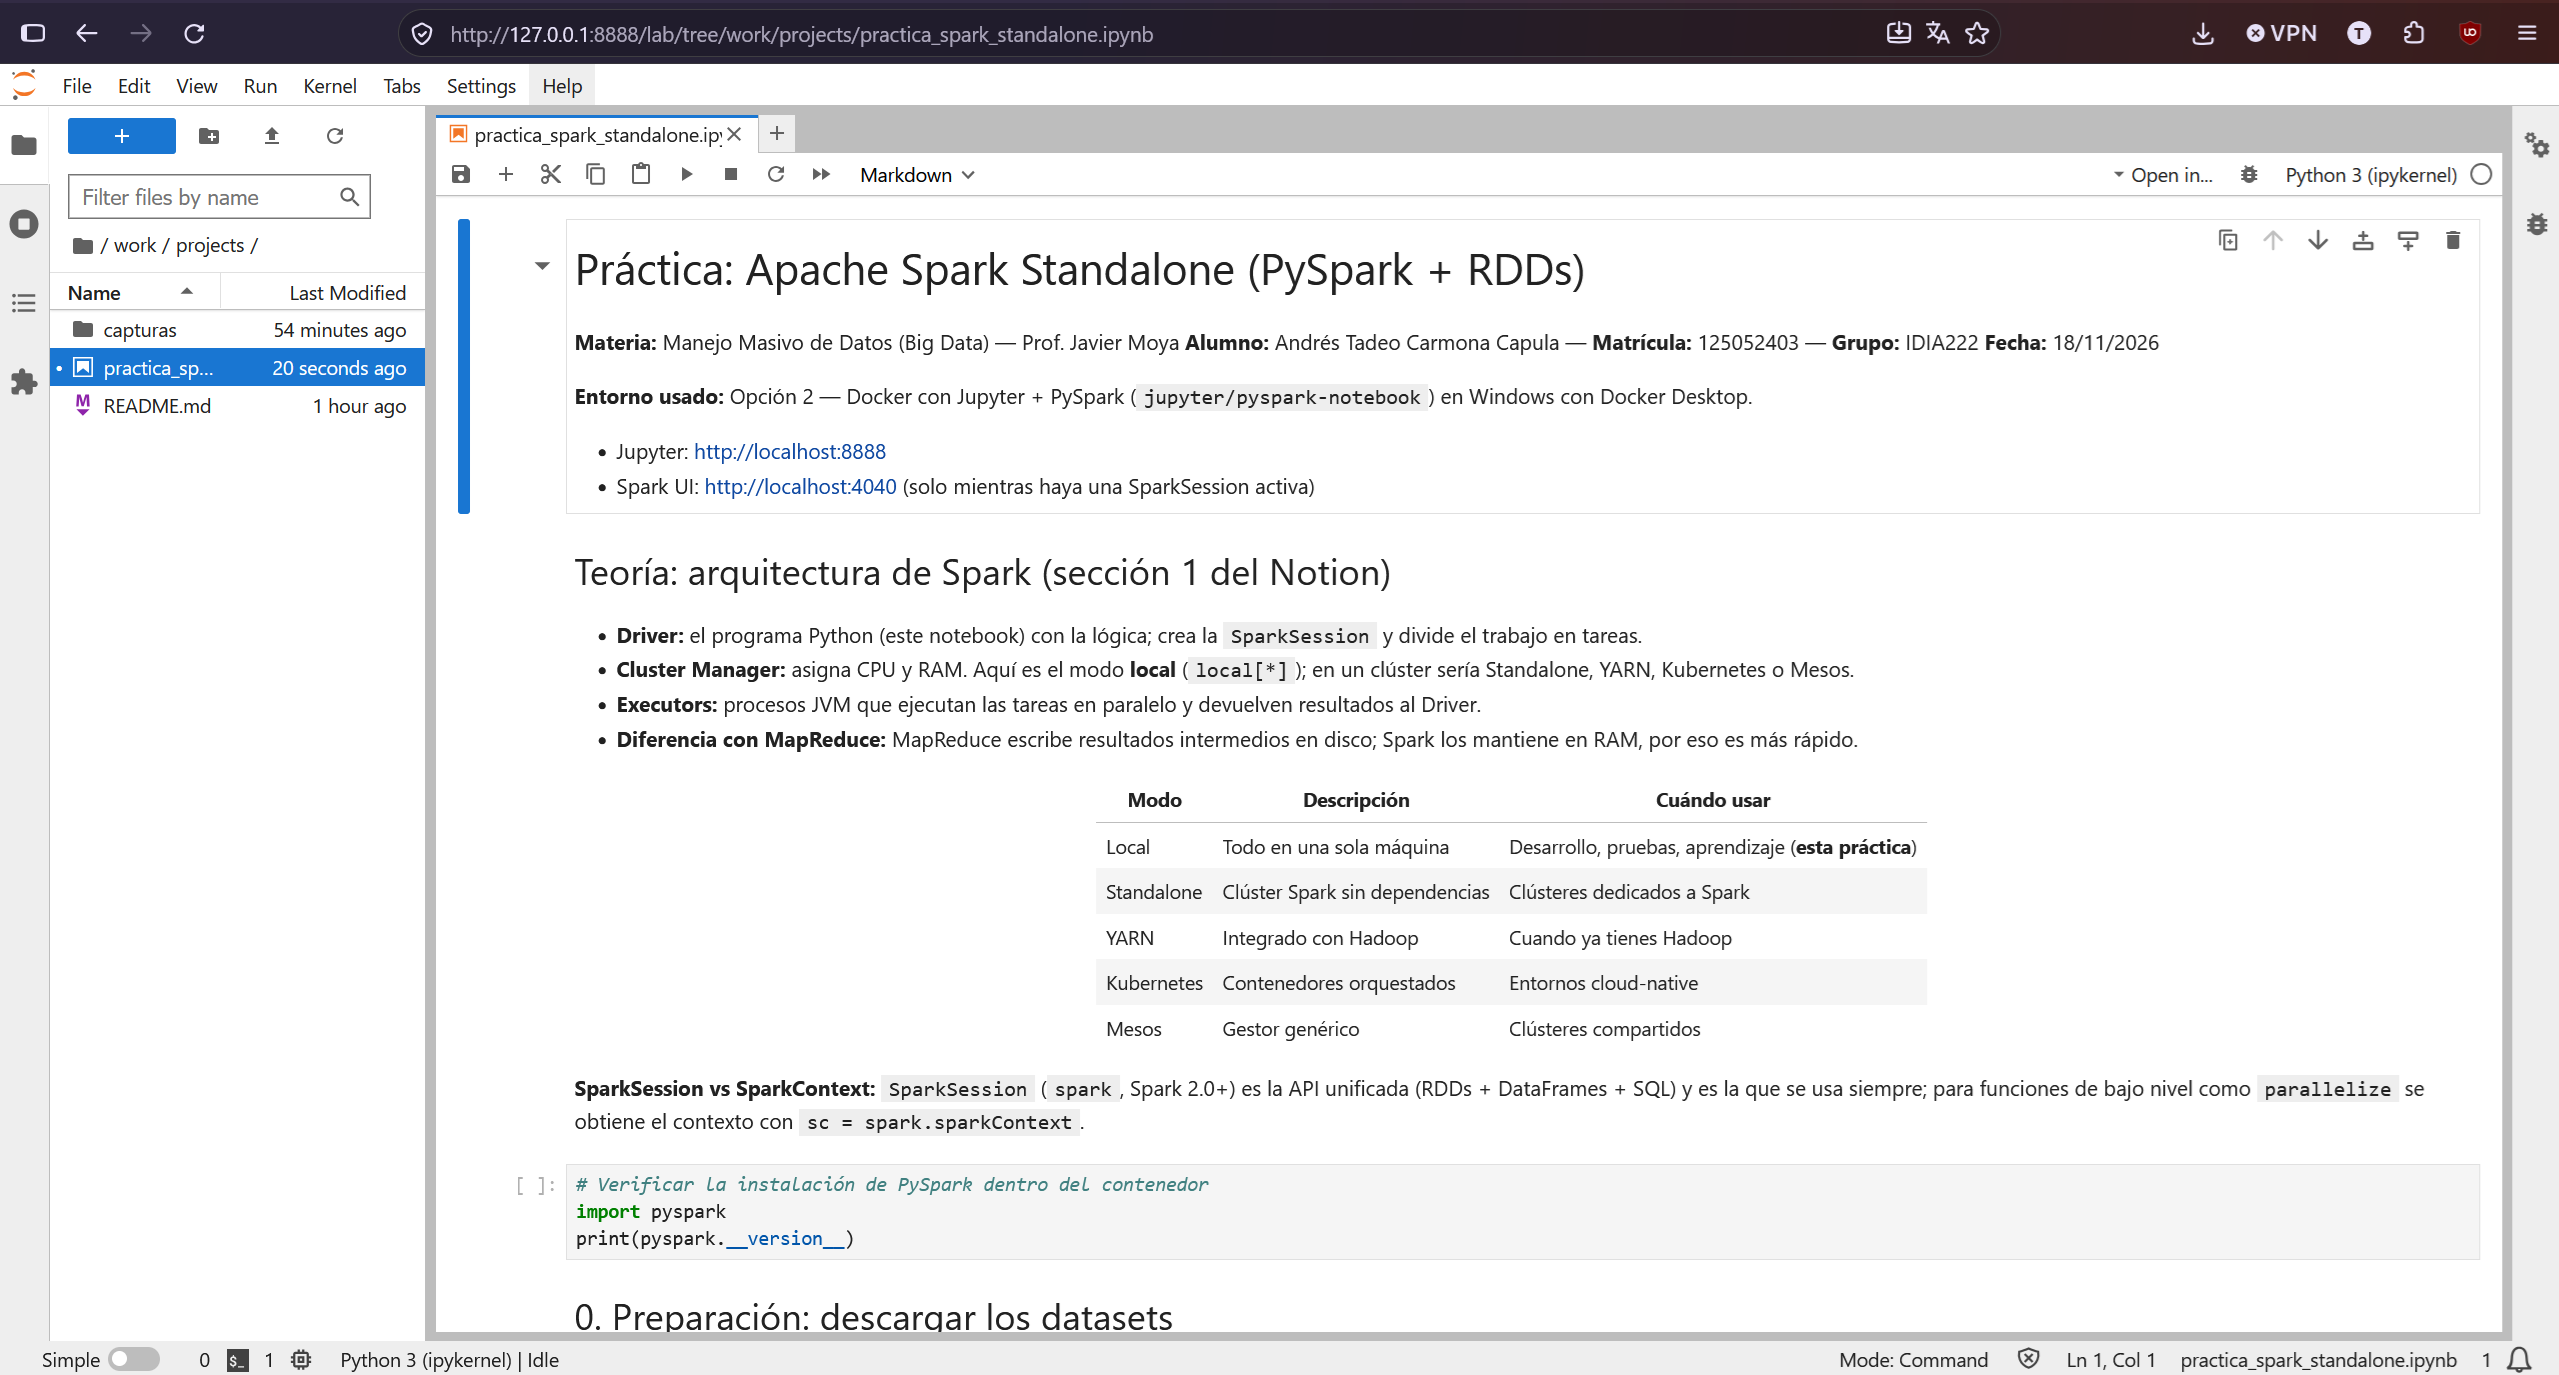 http://127.0.0.1:8888/lab/tree/work/projects/practica_spark_standalone.ipynb
VPN
T
File Edit View Run Kernel Tabs Settings Help
Filter files by name
/ work / projects /
Name Last Modified
capturas 54 minutes ago
practica_sp... 20 seconds ago
README.md 1 hour ago
practica_spark_standalone.ipy
Markdown
Open in...
Python 3 (ipykernel)
Práctica: Apache Spark Standalone (PySpark + RDDs)
Materia: Manejo Masivo de Datos (Big Data) — Prof. Javier Moya Alumno: Andrés Tadeo Carmona Capula — Matrícula: 125052403 — Grupo: IDIA222 Fecha: 18/11/2026
Entorno usado: Opción 2 — Docker con Jupyter + PySpark ( jupyter/pyspark-notebook ) en Windows con Docker Desktop.
• Jupyter: http://localhost:8888
• Spark UI: http://localhost:4040 (solo mientras haya una SparkSession activa)
Teoría: arquitectura de Spark (sección 1 del Notion)
• Driver: el programa Python (este notebook) con la lógica; crea la SparkSession y divide el trabajo en tareas.
• Cluster Manager: asigna CPU y RAM. Aquí es el modo local ( local[*] ); en un clúster sería Standalone, YARN, Kubernetes o Mesos.
• Executors: procesos JVM que ejecutan las tareas en paralelo y devuelven resultados al Driver.
• Diferencia con MapReduce: MapReduce escribe resultados intermedios en disco; Spark los mantiene en RAM, por eso es más rápido.
Modo Descripción Cuándo usar
Local Todo en una sola máquina Desarrollo, pruebas, aprendizaje (esta práctica)
Standalone Clúster Spark sin dependencias Clústeres dedicados a Spark
YARN Integrado con Hadoop Cuando ya tienes Hadoop
Kubernetes Contenedores orquestados Entornos cloud-native
Mesos Gestor genérico Clústeres compartidos
SparkSession vs SparkContext: SparkSession ( spark , Spark 2.0+) es la API unificada (RDDs + DataFrames + SQL) y es la que se usa siempre; para funciones de bajo nivel como parallelize se
obtiene el contexto con sc = spark.sparkContext .
[ ]: # Verificar la instalación de PySpark dentro del contenedor
import pyspark
print(pyspark.__version__)
0. Preparación: descargar los datasets
Simple 0 $_ 1 Python 3 (ipykernel) | Idle Mode: Command Ln 1, Col 1 practica_spark_standalone.ipynb 1